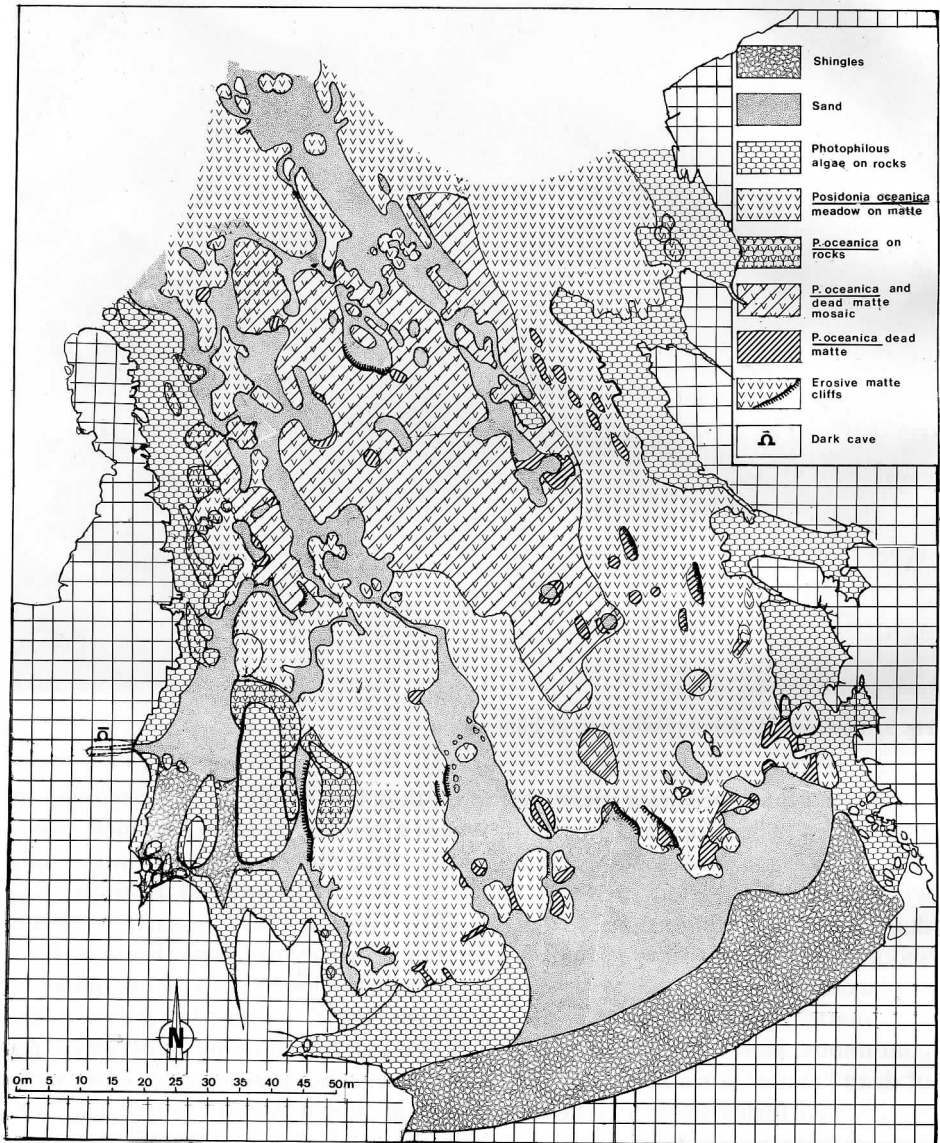 Shingles
Sand
Photophilous
algae on rocks
Posidonia oceanica
meadow on matte
P.oceanica on
rocks
P.oceanica and
dead matte
mosaic
P.oceanica dead
matte
Erosive matte
cliffs
Ω
Dark cave
Ω
N
0m 5 10 15 20 25 30 35 40 45 50m